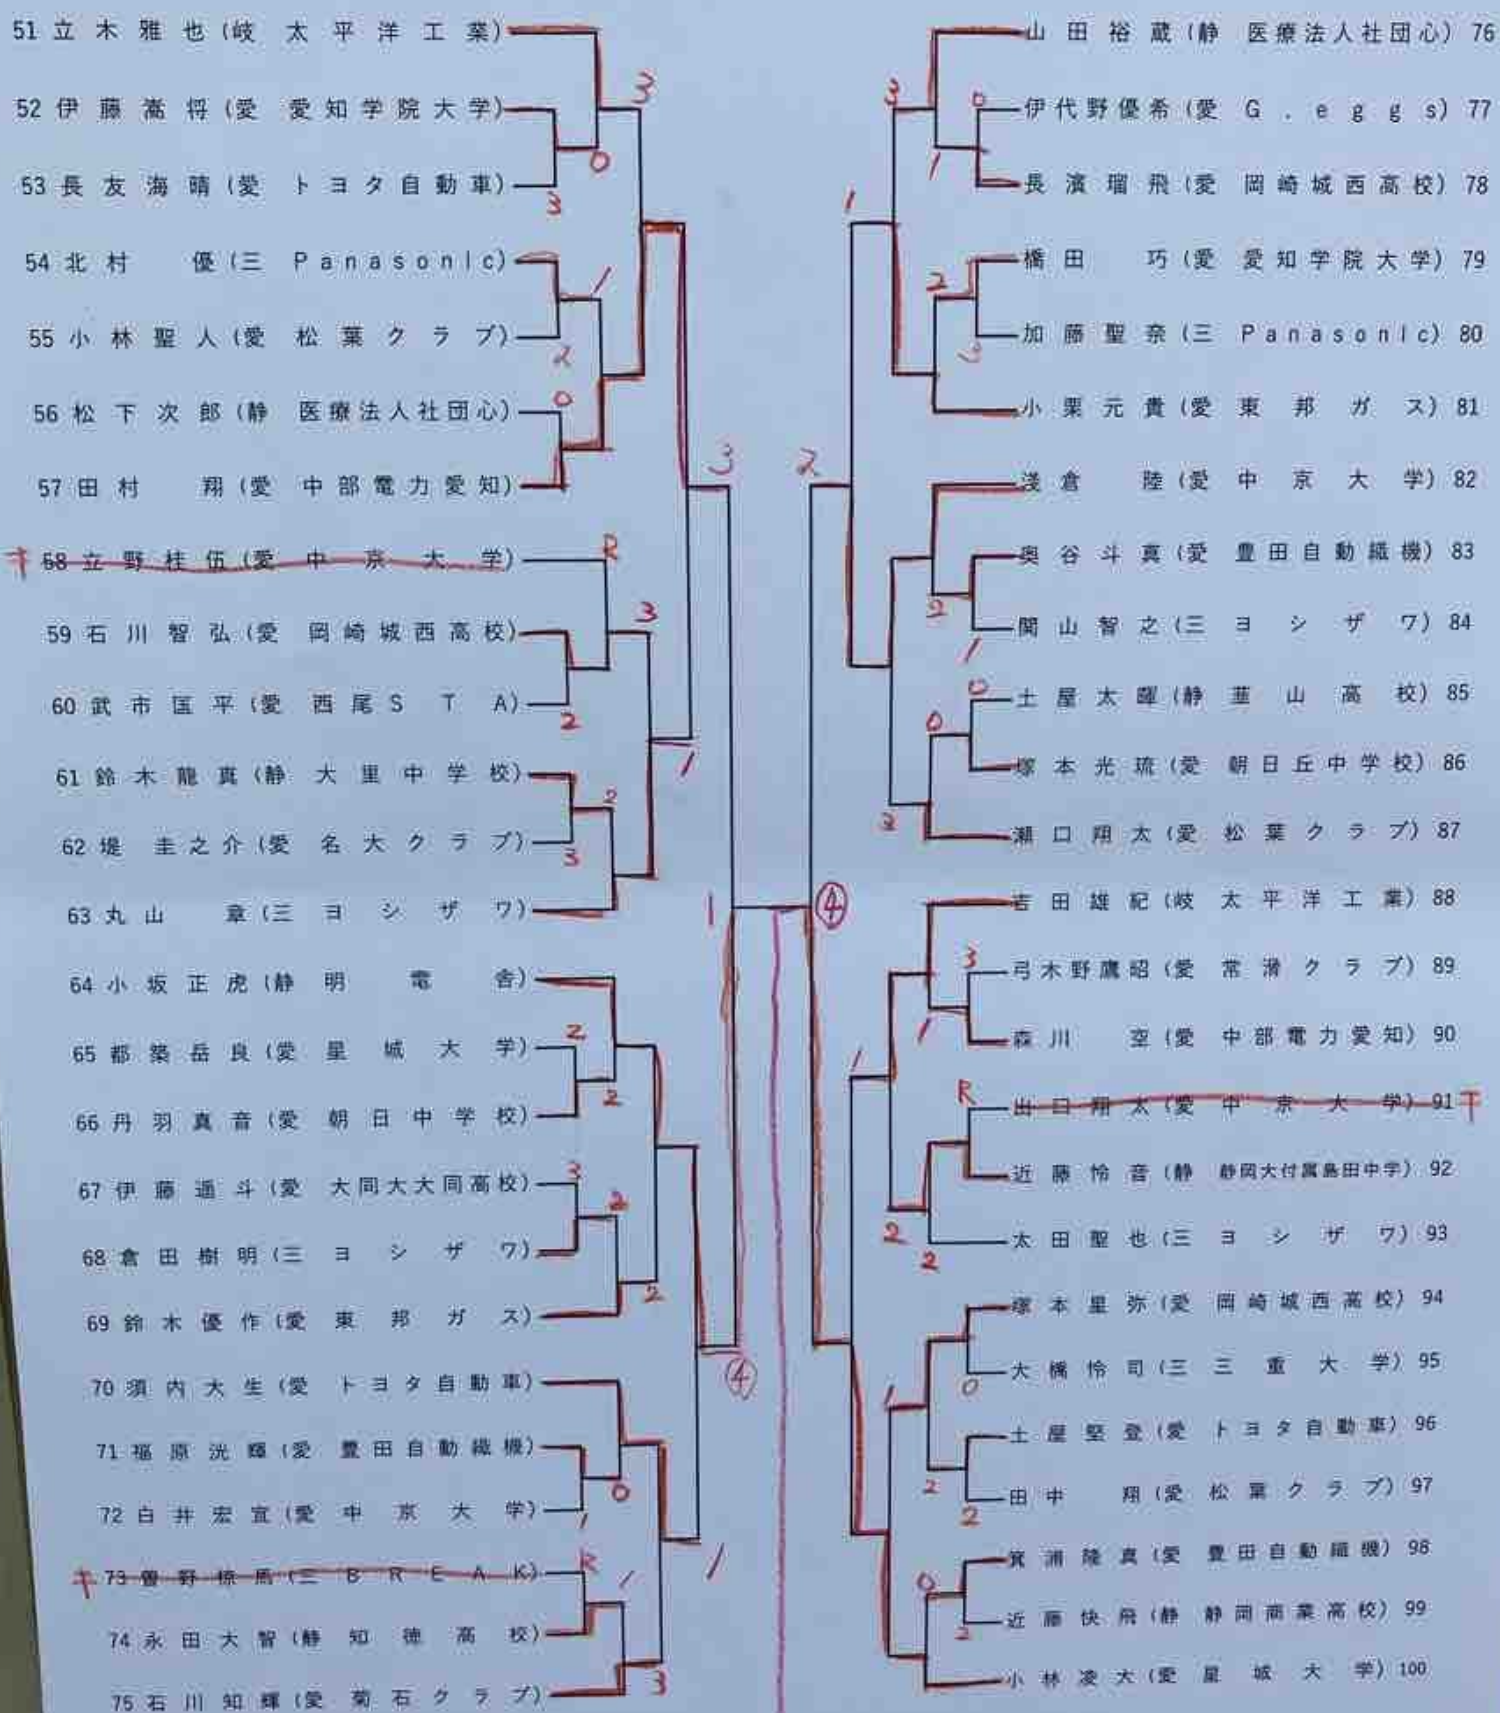 51 立木雅也(岐 太平洋工業)
52 伊藤嵩将(愛 愛知学院大学)
53 長友海晴(愛 トヨタ自動車)
54 北村 優(三 Panasonic)
55 小林聖人(愛 松葉クラブ)
56 松下次郎(静 医療法人社団心)
57 田村 翔(愛 中部電力愛知)
58 立野桂伍(愛 中京大学)
59 石川智弘(愛 岡崎城西高校)
60 武市匡平(愛 西尾STA)
61 鈴木龍真(静 大里中学校)
62 堤 圭之介(愛 名大クラブ)
63 丸山 章(三 ヨシザワ)
64 小坂正虎(静 明電舎)
65 都築岳良(愛 星城大学)
66 丹羽真音(愛 朝日中学校)
67 伊藤遥斗(愛 大同大大同高校)
68 倉田樹明(三 ヨシザワ)
69 鈴木優作(愛 東邦ガス)
70 須内大生(愛 トヨタ自動車)
71 福原洸輝(愛 豊田自動織機)
72 白井宏宜(愛 中京大学)
73 曽野椋馬(三 BREAK)
74 永田大智(静 知徳高校)
75 石川知輝(愛 菊石クラブ)
山田裕蔵(静 医療法人社団心) 76
伊代野優希(愛 G.eggs) 77
長濱瑠飛(愛 岡崎城西高校) 78
橋田 巧(愛 愛知学院大学) 79
加藤聖奈(三 Panasonic) 80
小栗元貴(愛 東邦ガス) 81
浅倉 陸(愛 中京大学) 82
奥谷斗真(愛 豊田自動織機) 83
関山智之(三 ヨシザワ) 84
土屋太暉(静 韮山高校) 85
塚本光琉(愛 朝日丘中学校) 86
瀬口翔太(愛 松葉クラブ) 87
吉田雄紀(岐 太平洋工業) 88
弓木野鷹昭(愛 常滑クラブ) 89
森川 空(愛 中部電力愛知) 90
出口翔太(愛 中京大学) 91
近藤怜音(静 静岡大付属島田中学) 92
太田聖也(三 ヨシザワ) 93
塚本星弥(愛 岡崎城西高校) 94
大橋怜司(三 三重大学) 95
土屋堅登(愛 トヨタ自動車) 96
田中 翔(愛 松葉クラブ) 97
箕浦隆真(愛 豊田自動織機) 98
近藤快飛(静 静岡商業高校) 99
小林凌大(愛 星城大学) 100